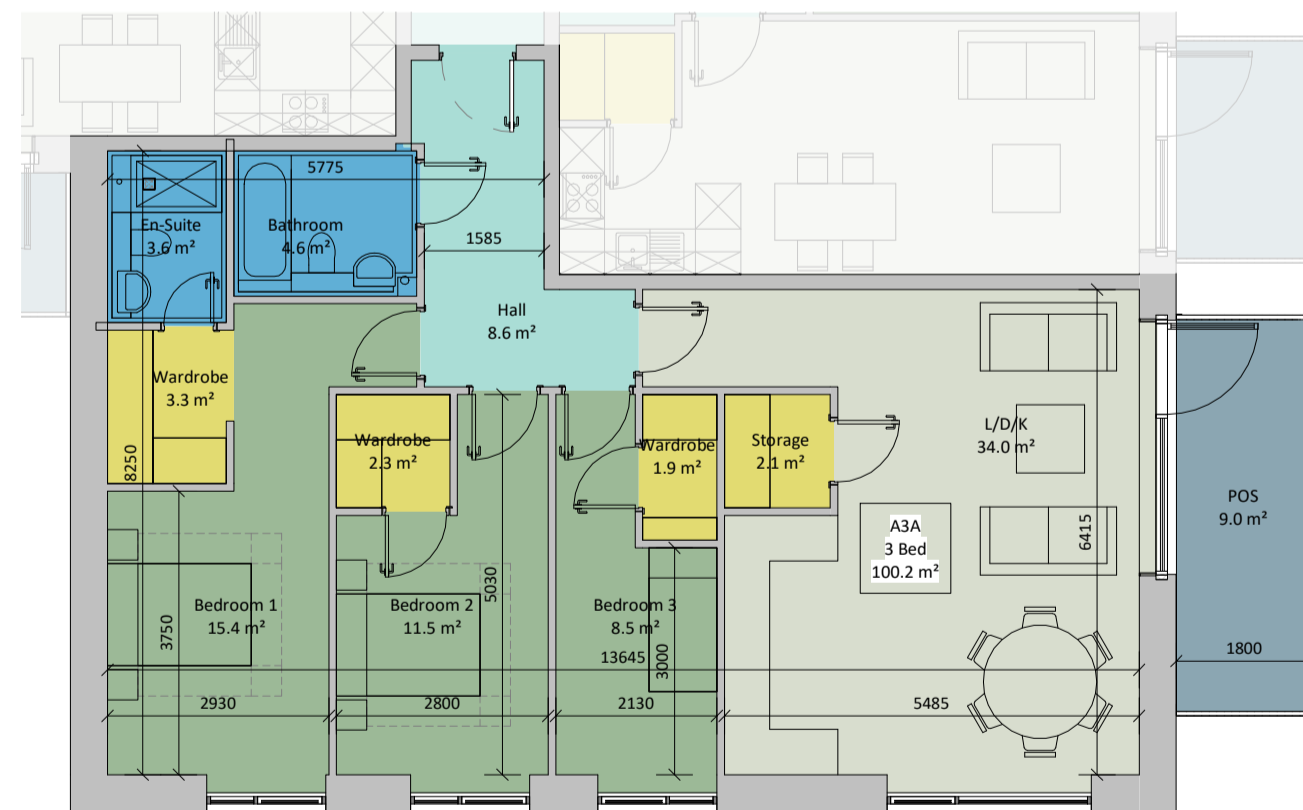 5775
En-Suite
3.6 m²
Bathroom
4.6 m²
1585
Hall
8.6 m²
Wardrobe
3.3 m²
8250
Wardrobe
2.3 m²
Wardrobe
1.9 m²
Storage
2.1 m²
L/D/K
34.0 m²
POS
9.0 m²
A3A
3 Bed
100.2 m²
6415
5030
Bedroom 1
15.4 m²
3750
Bedroom 2
11.5 m²
Bedroom 3
8.5 m²
13645
3000
1800
2930
2800
2130
5485